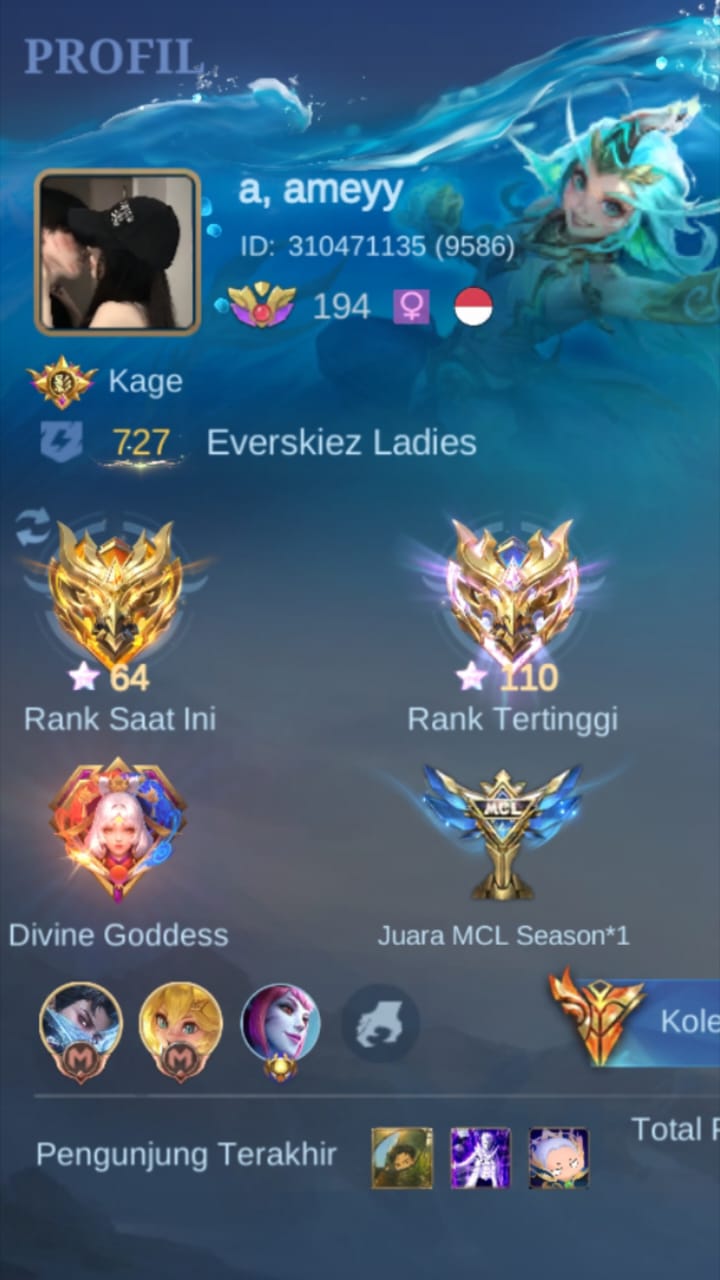 PROFIL
a, ameyy
ID: 310471135 (9586)
194
Kage
727 Everskiez Ladies
64
110
Rank Saat Ini
Rank Tertinggi
MCL
Divine Goddess
Juara MCL Season*1
M
M
Kole
Total
Pengunjung Terakhir